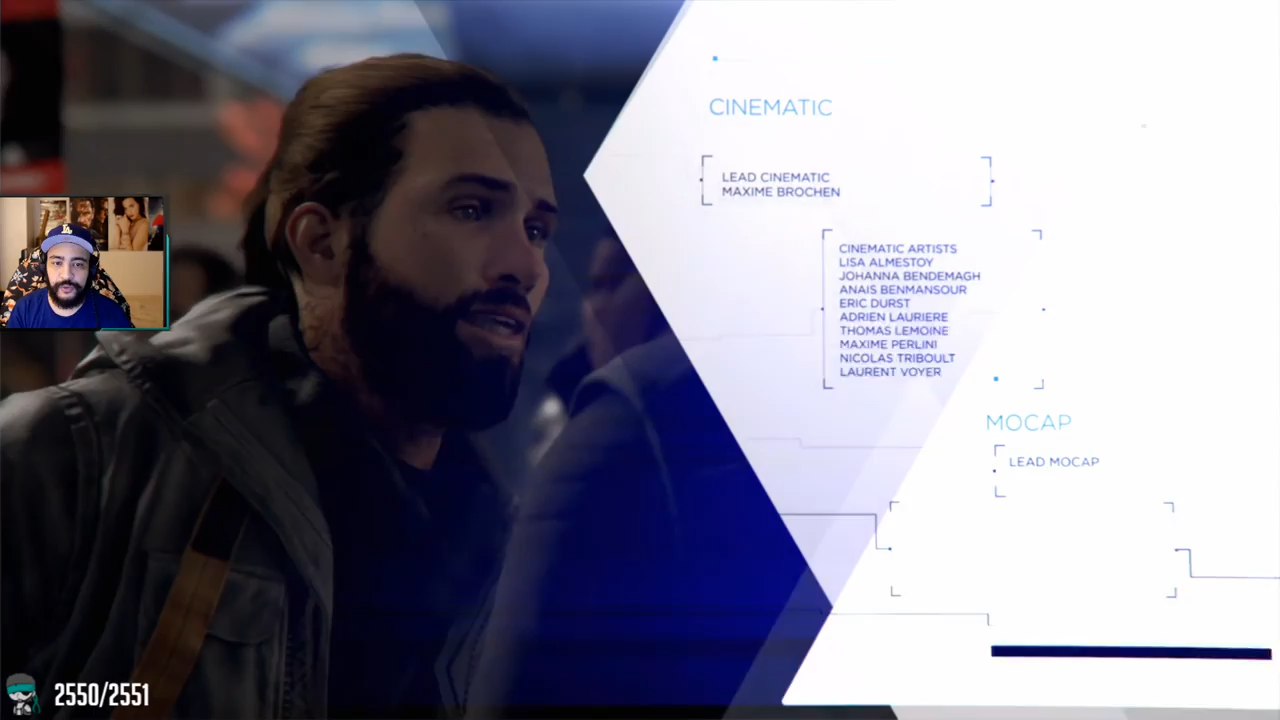 CINEMATIC
LEAD CINEMATIC
MAXIME BROCHEN
CINEMATIC ARTISTS
LISA ALMESTOY
JOHANNA BENDEMAGH
ANAIS BENMANSOUR
ERIC DURST
ADRIEN LAURIERE
THOMAS LEMOINE
MAXIME PERLINI
NICOLAS TRIBOULT
LAURENT VOYER
MOCAP
LEAD MOCAP
2550/2551